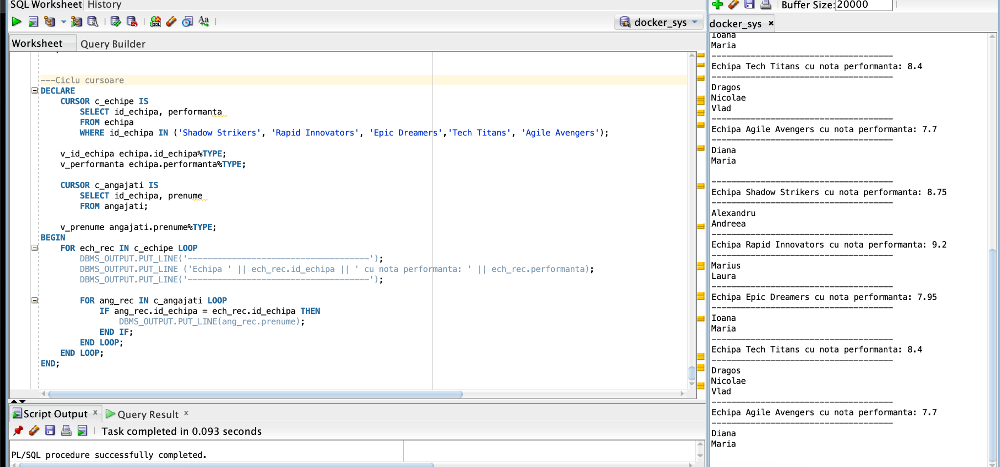 SQL Worksheet History
docker_sys
Worksheet Query Builder
---Ciclu cursoare
DECLARE
    CURSOR c_echipe IS
        SELECT id_echipa, performanta
        FROM echipa
        WHERE id_echipa IN ('Shadow Strikers', 'Rapid Innovators', 'Epic Dreamers','Tech Titans', 'Agile Avengers');
    v_id_echipa echipa.id_echipa%TYPE;
    v_performanta echipa.performanta%TYPE;
    CURSOR c_angajati IS
        SELECT id_echipa, prenume
        FROM angajati;
    v_prenume angajati.prenume%TYPE;
BEGIN
    FOR ech_rec IN c_echipe LOOP
        DBMS_OUTPUT.PUT_LINE('-------------------------------------');
        DBMS_OUTPUT.PUT_LINE ('Echipa ' || ech_rec.id_echipa || ' cu nota performanta: ' || ech_rec.performanta);
        DBMS_OUTPUT.PUT_LINE('-------------------------------------');
        FOR ang_rec IN c_angajati LOOP
            IF ang_rec.id_echipa = ech_rec.id_echipa THEN
                DBMS_OUTPUT.PUT_LINE(ang_rec.prenume);
            END IF;
        END LOOP;
    END LOOP;
END;
Script Output x Query Result x
Task completed in 0.093 seconds
PL/SQL procedure successfully completed.
Buffer Size: 20000
docker_sys ×
Ioana
Maria
-------------------------------------
Echipa Tech Titans cu nota performanta: 8.4
-------------------------------------
Dragos
Nicolae
Vlad
-------------------------------------
Echipa Agile Avengers cu nota performanta: 7.7
-------------------------------------
Diana
Maria
-------------------------------------
Echipa Shadow Strikers cu nota performanta: 8.75
-------------------------------------
Alexandru
Andreea
-------------------------------------
Echipa Rapid Innovators cu nota performanta: 9.2
-------------------------------------
Marius
Laura
-------------------------------------
Echipa Epic Dreamers cu nota performanta: 7.95
-------------------------------------
Ioana
Maria
-------------------------------------
Echipa Tech Titans cu nota performanta: 8.4
-------------------------------------
Dragos
Nicolae
Vlad
-------------------------------------
Echipa Agile Avengers cu nota performanta: 7.7
-------------------------------------
Diana
Maria